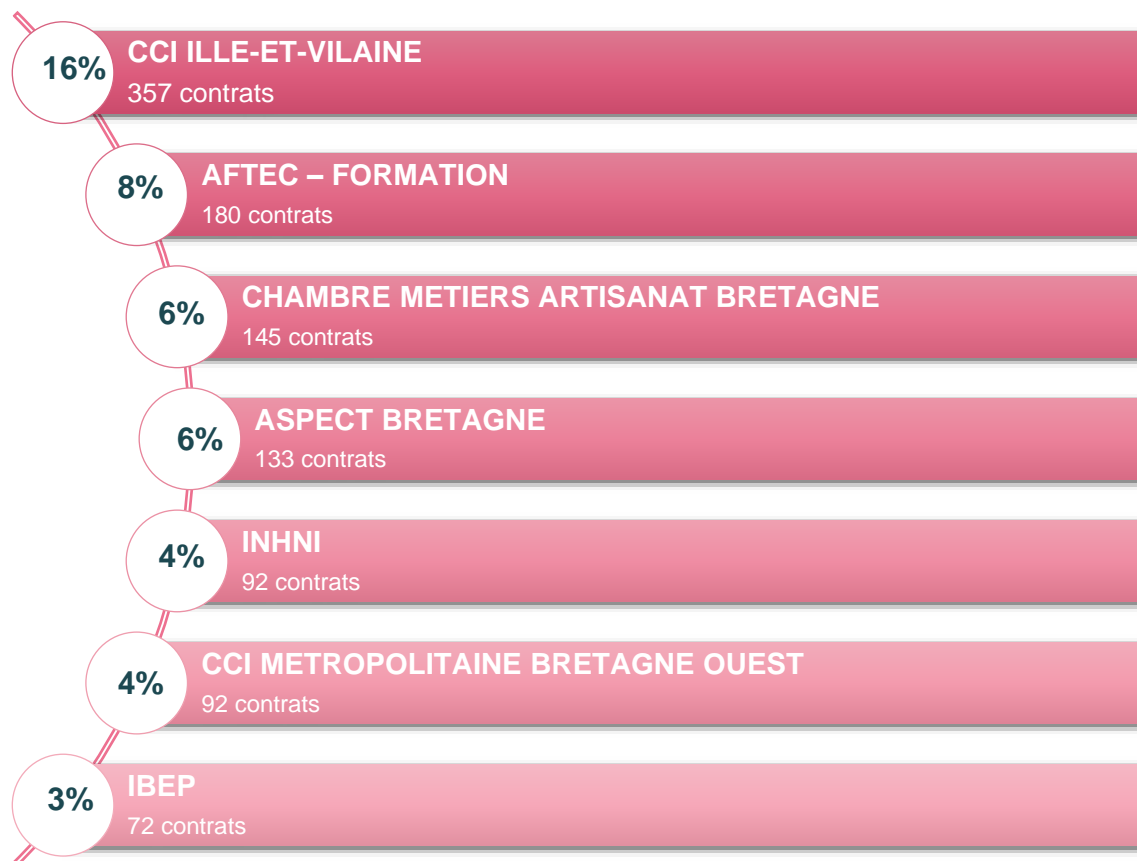 16%
CCI ILLE-ET-VILAINE
357 contrats
8%
AFTEC – FORMATION
180 contrats
6%
CHAMBRE METIERS ARTISANAT BRETAGNE
145 contrats
6%
ASPECT BRETAGNE
133 contrats
4%
INHNI
92 contrats
4%
CCI METROPOLITAINE BRETAGNE OUEST
92 contrats
3%
IBEP
72 contrats